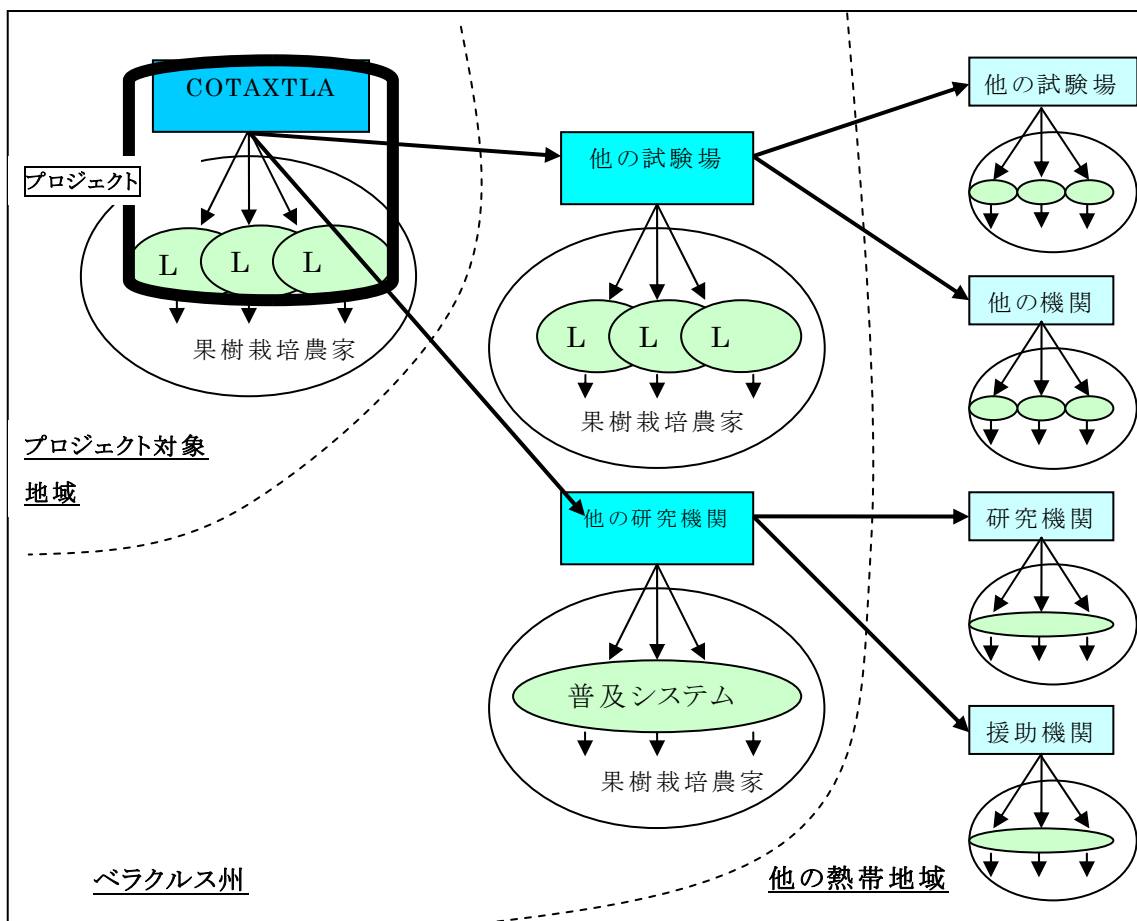 COTAXTLA
プロジェクト
L L L
果樹栽培農家
プロジェクト対象
地域
他の試験場
L L L
果樹栽培農家
他の研究機関
普及システム
果樹栽培農家
ベラクルス州
他の試験場
他の機関
研究機関
援助機関
他の熱帯地域